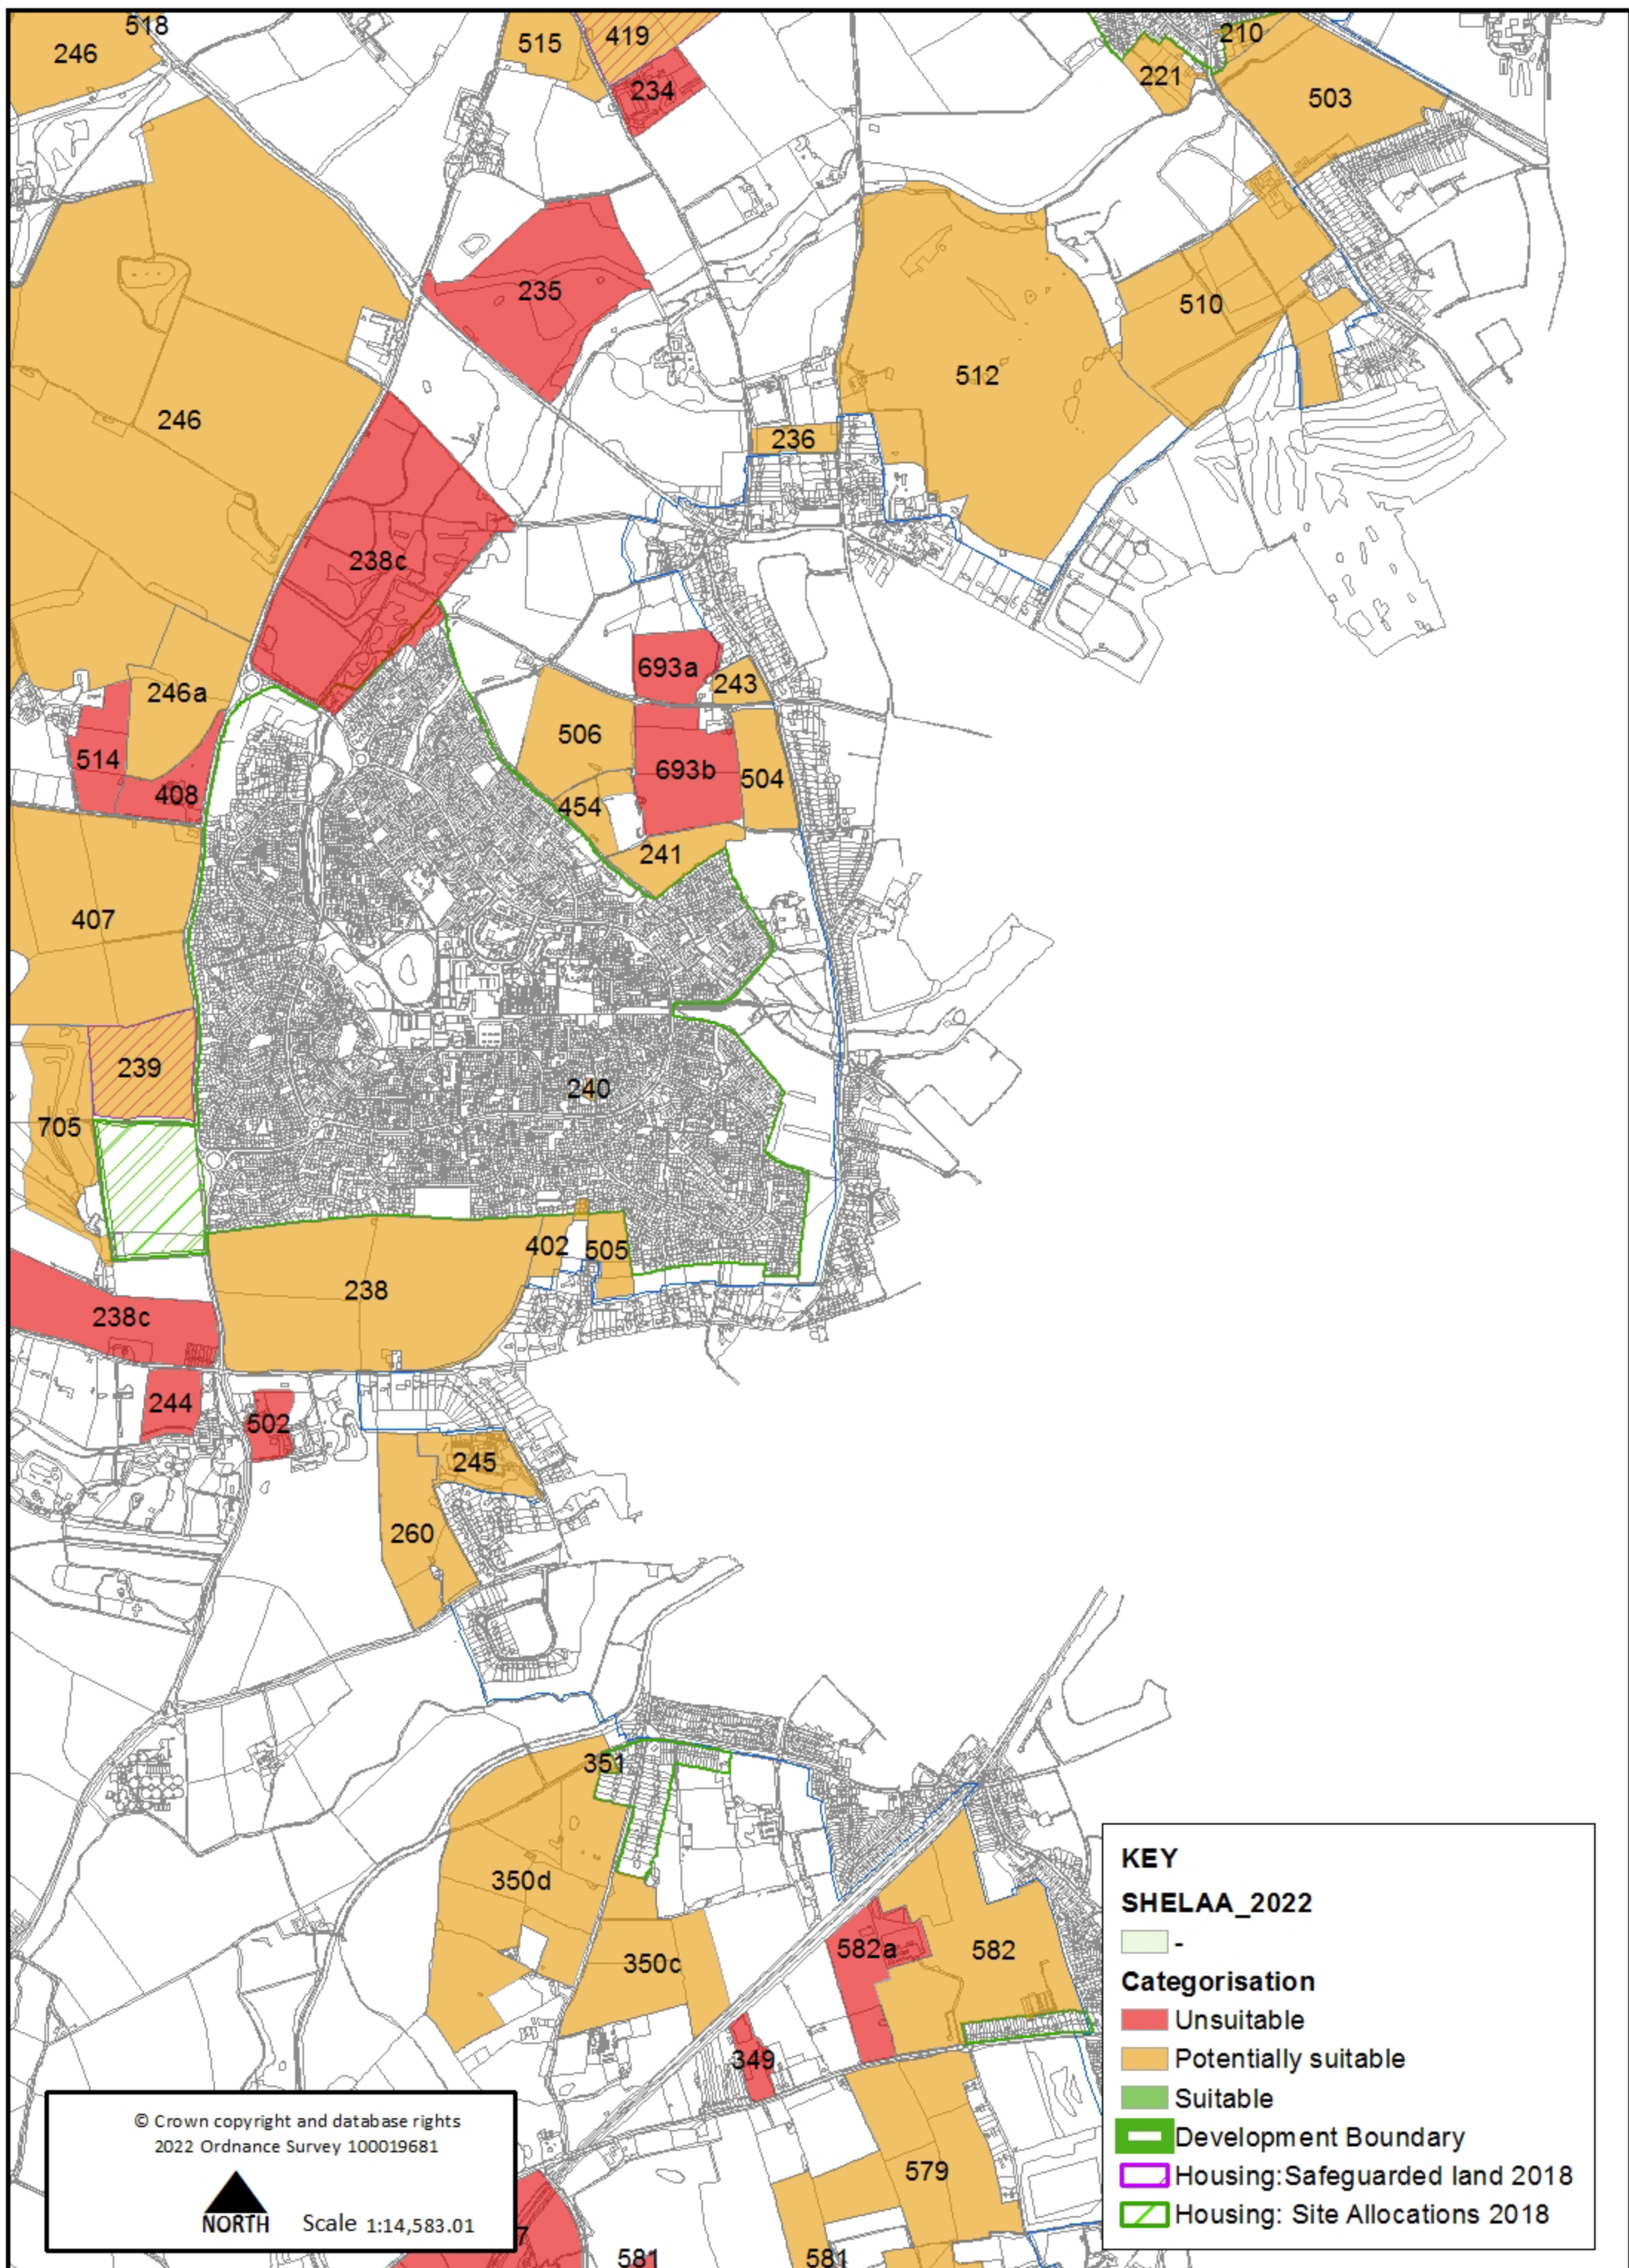 518
246
515
419
234
210
221
503
235
246
512
510
236
238c
693a
243
246a
506
514
408
693b
504
454
241
407
239
240
705
402
505
238
238c
244
502
245
260
351
350d
350c
582a
582
349
579
7
581
581
KEY
SHELAA_2022
-
Categorisation
Unsuitable
Potentially suitable
Suitable
Development Boundary
Housing:Safeguarded land 2018
Housing: Site Allocations 2018
© Crown copyright and database rights
2022 Ordnance Survey 100019681
NORTH Scale 1:14,583.01